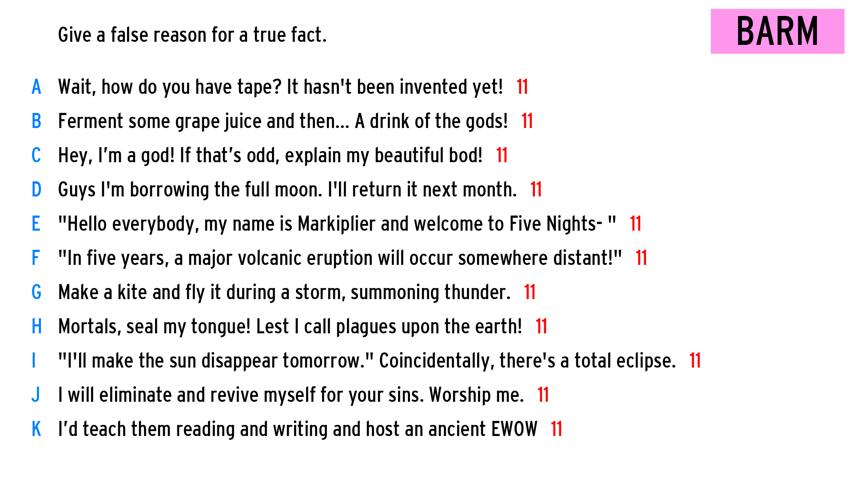 Give a false reason for a true fact.
BARM
A Wait, how do you have tape? It hasn't been invented yet! 11
B Ferment some grape juice and then... A drink of the gods! 11
C Hey, I'm a god! If that’s odd, explain my beautiful bod! 11
D Guys I'm borrowing the full moon. I'll return it next month. 11
E "Hello everybody, my name is Markiplier and welcome to Five Nights- " 11
F "In five years, a major volcanic eruption will occur somewhere distant!" 11
G Make a kite and fly it during a storm, summoning thunder. 11
H Mortals, seal my tongue! Lest I call plagues upon the earth! 11
I "I'll make the sun disappear tomorrow." Coincidentally, there's a total eclipse. 11
J I will eliminate and revive myself for your sins. Worship me. 11
K I’d teach them reading and writing and host an ancient EWOW 11